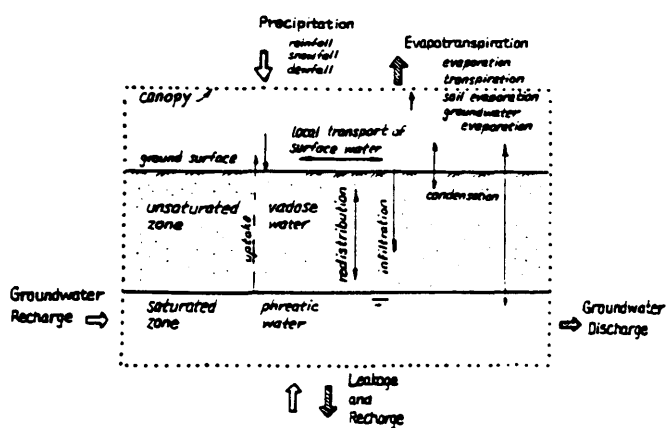 Precipitation
rainfall
snowfall
dewfall
Evapotranspiration
evaporation
transpiration
soil evaporation
groundwater
evaporation
canopy
local transport of
surface water
ground surface
condensation
unsaturated
zone
vadose
water
uptake
redistribution
infiltration
Groundwater
Recharge
saturated
zone
phreatic
water
Groundwater
Discharge
Leakage
and
Recharge